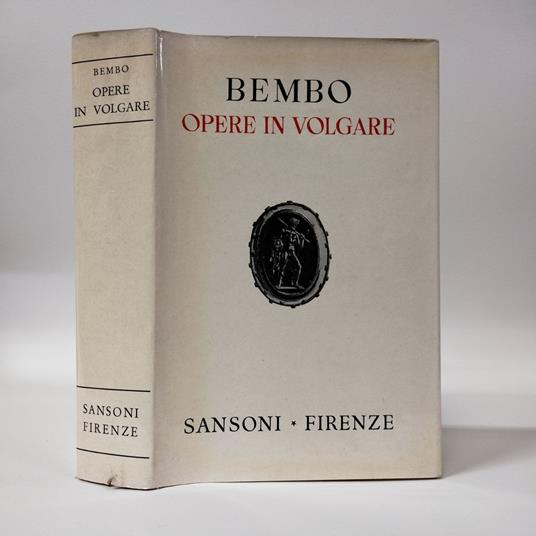 BEMBO
OPERE
IN VOLGARE
SANSONI
FIRENZE
BEMBO
OPERE IN VOLGARE
SANSONI * FIRENZE